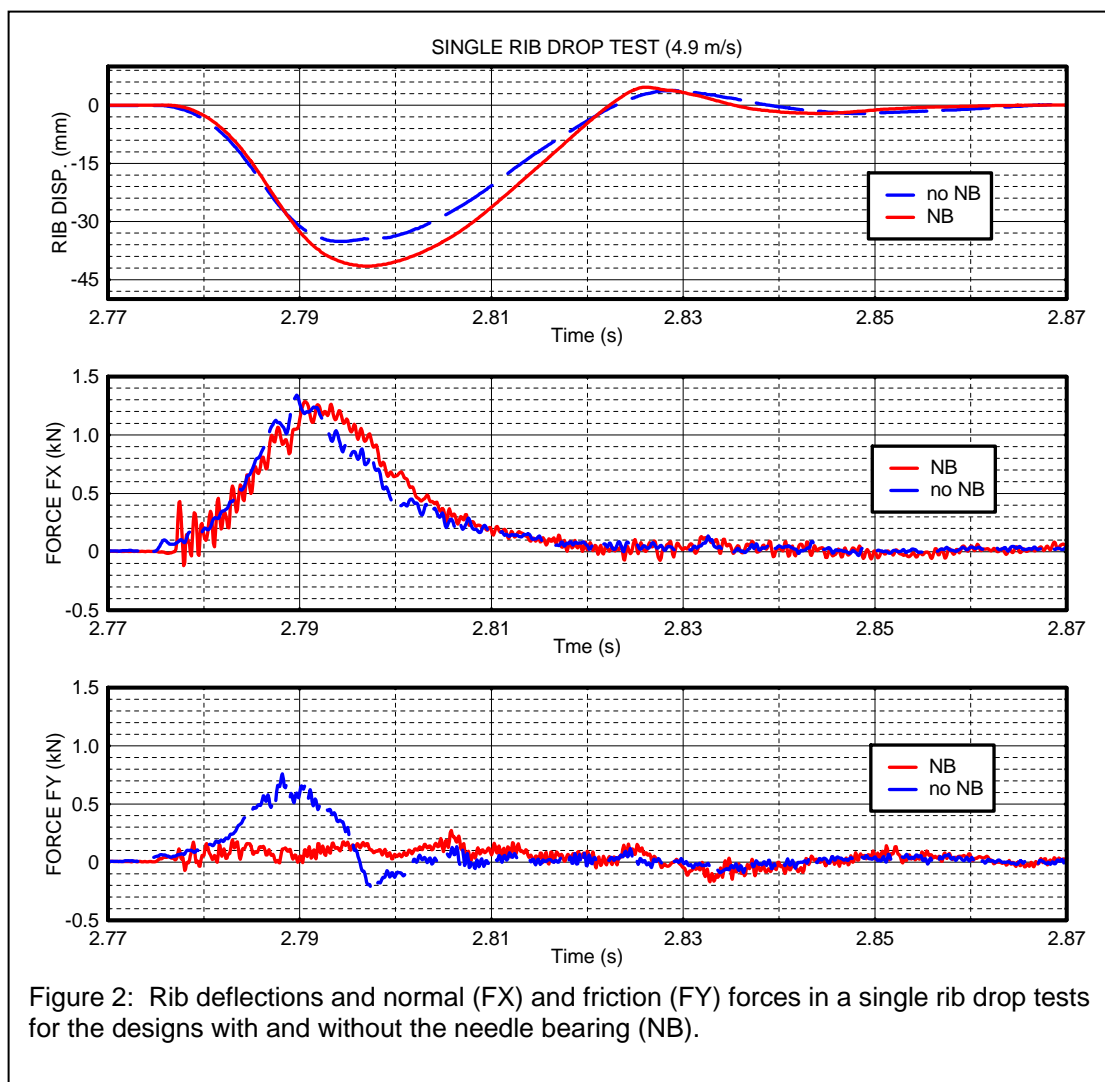 SINGLE RIB DROP TEST (4.9 m/s)
RIB DISP. (mm)
0
-15
-30
-45
no NB
NB
2.77 2.79 2.81 2.83 2.85 2.87
Time (s)
FORCE FX (kN)
1.5
1.0
0.5
0
-0.5
NB
no NB
2.77 2.79 2.81 2.83 2.85 2.87
Tme (s)
FORCE FY (kN)
1.5
1.0
0.5
0
-0.5
NB
no NB
2.77 2.79 2.81 2.83 2.85 2.87
Time (s)
Figure 2: Rib deflections and normal (FX) and friction (FY) forces in a single rib drop tests
for the designs with and without the needle bearing (NB).